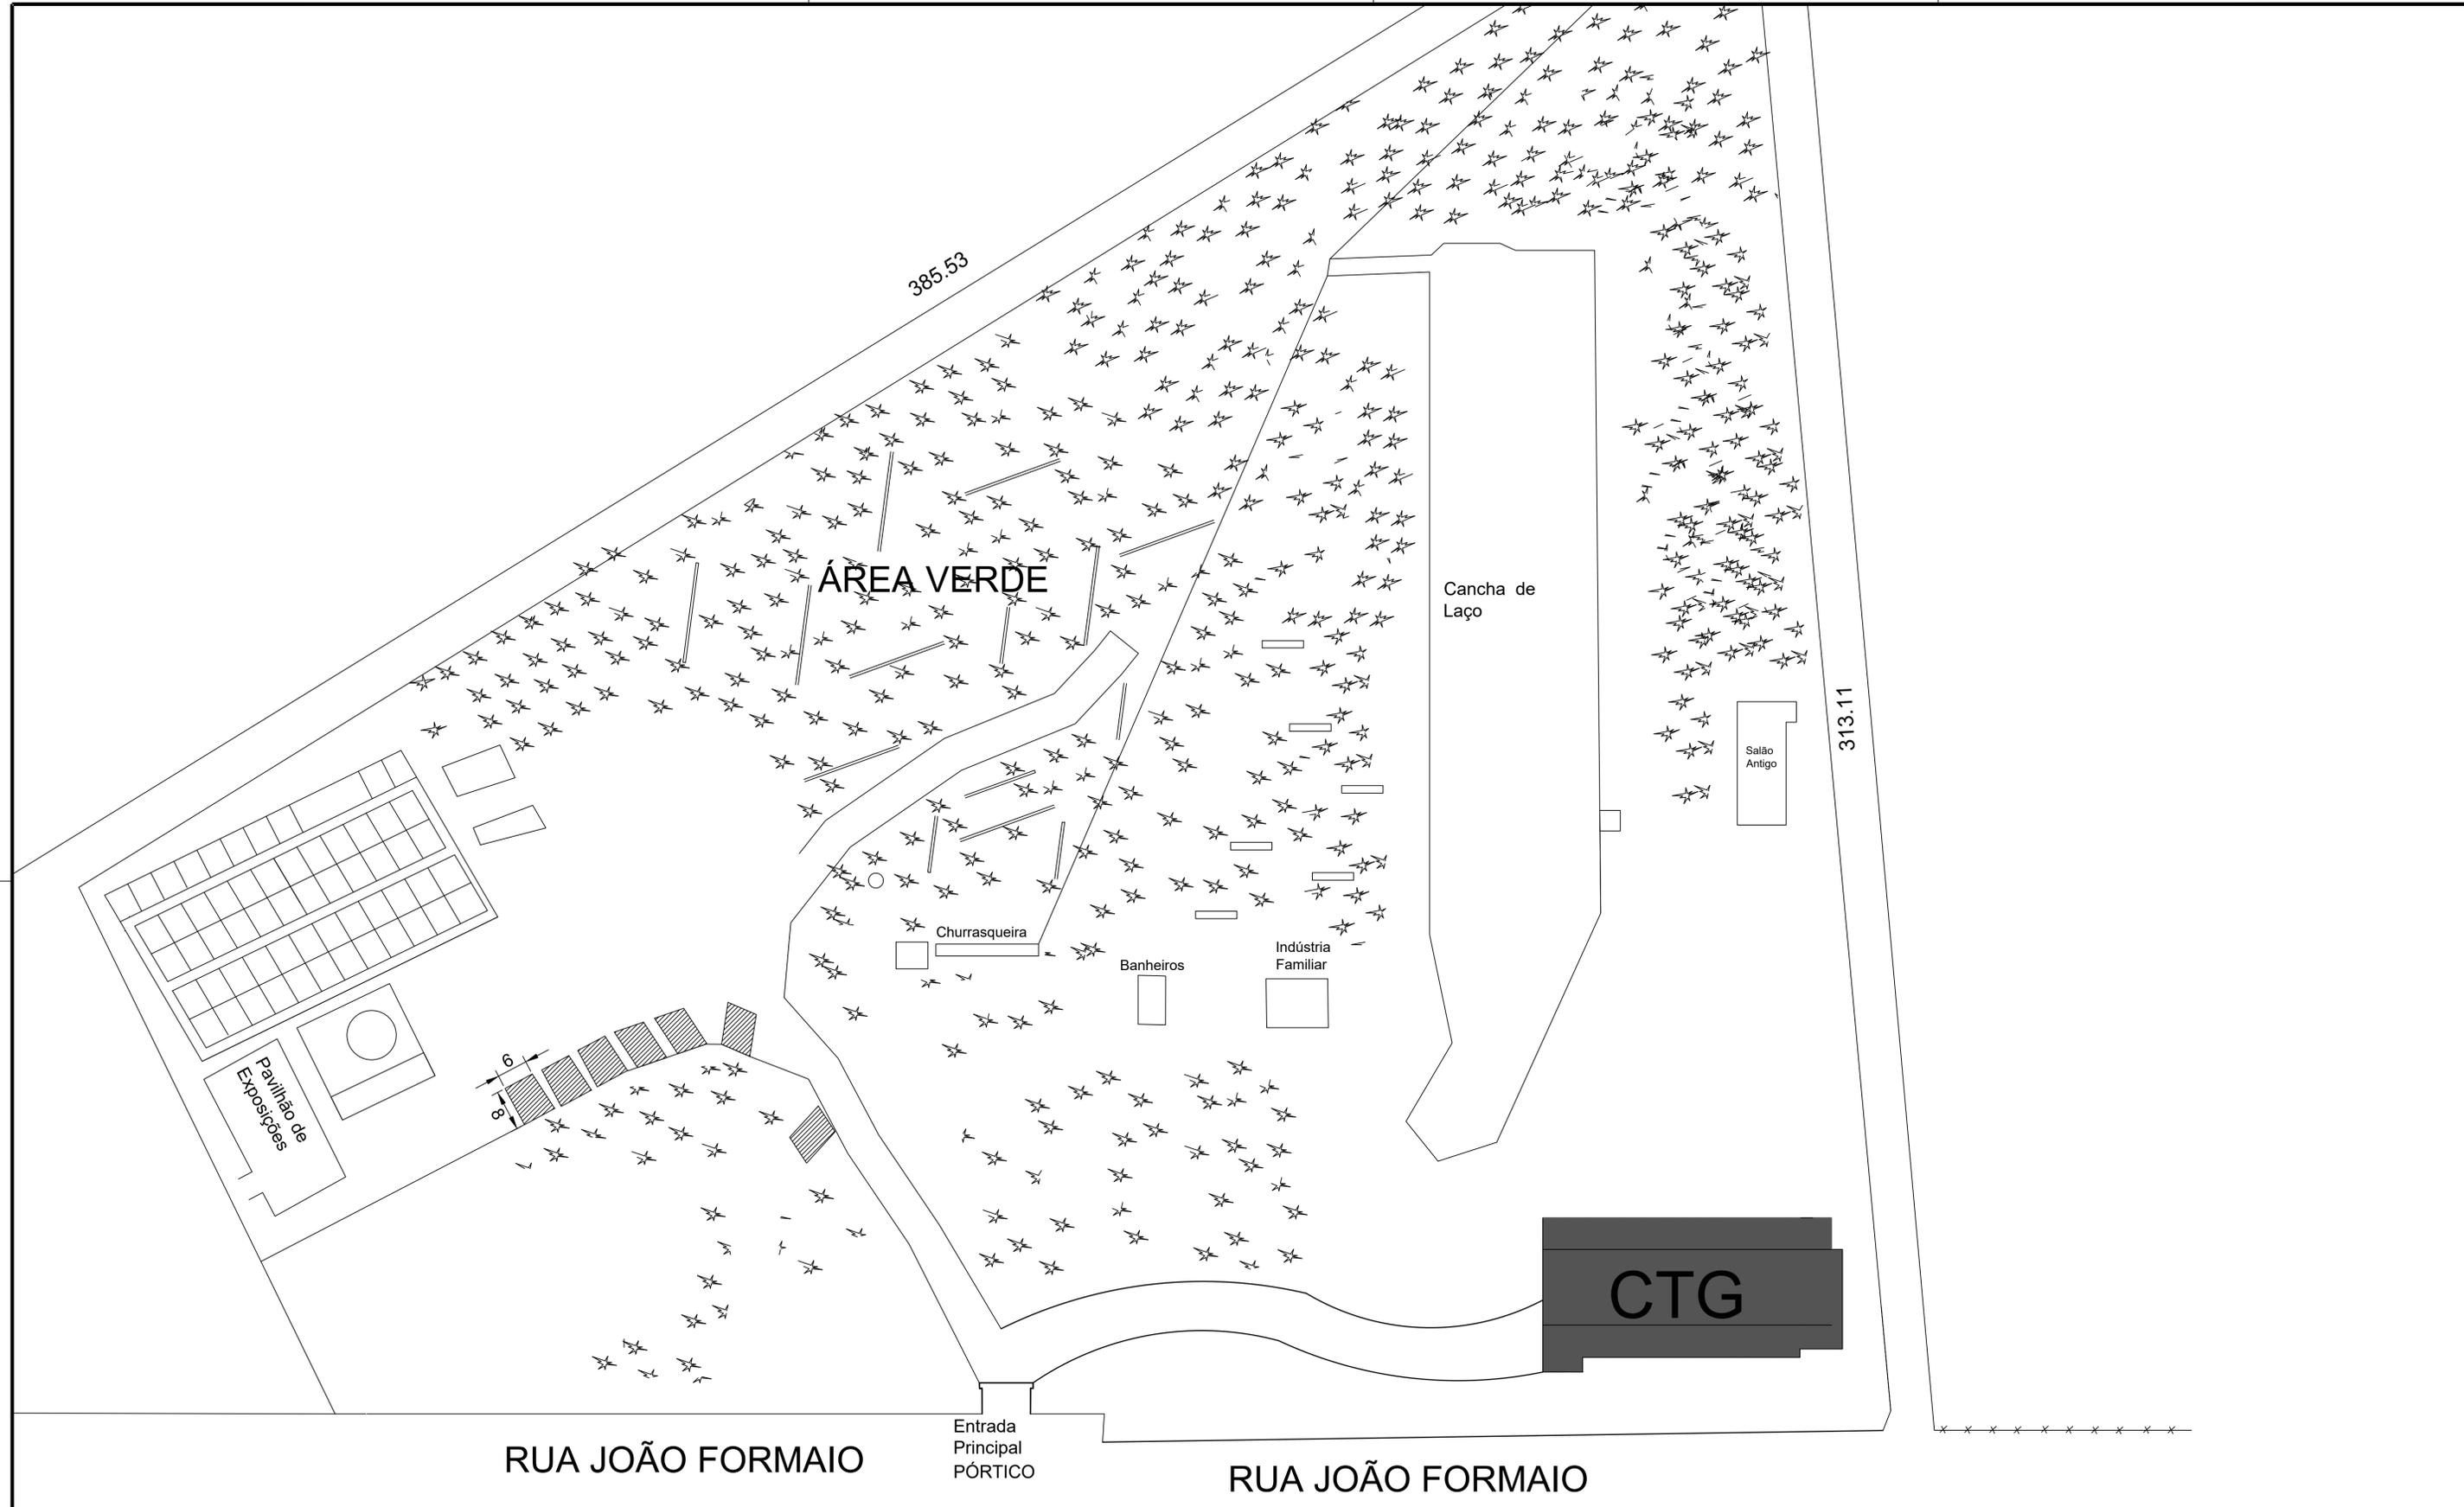 385.53
ÁREA VERDE
Cancha de
Laço
313.11
Salão
Antigo
Churrasqueira
Banheiros
Indústria
Familiar
6
8
Pavilhão de
Exposições
CTG
Entrada
Principal
PÓRTICO
RUA JOÃO FORMAIO
RUA JOÃO FORMAIO